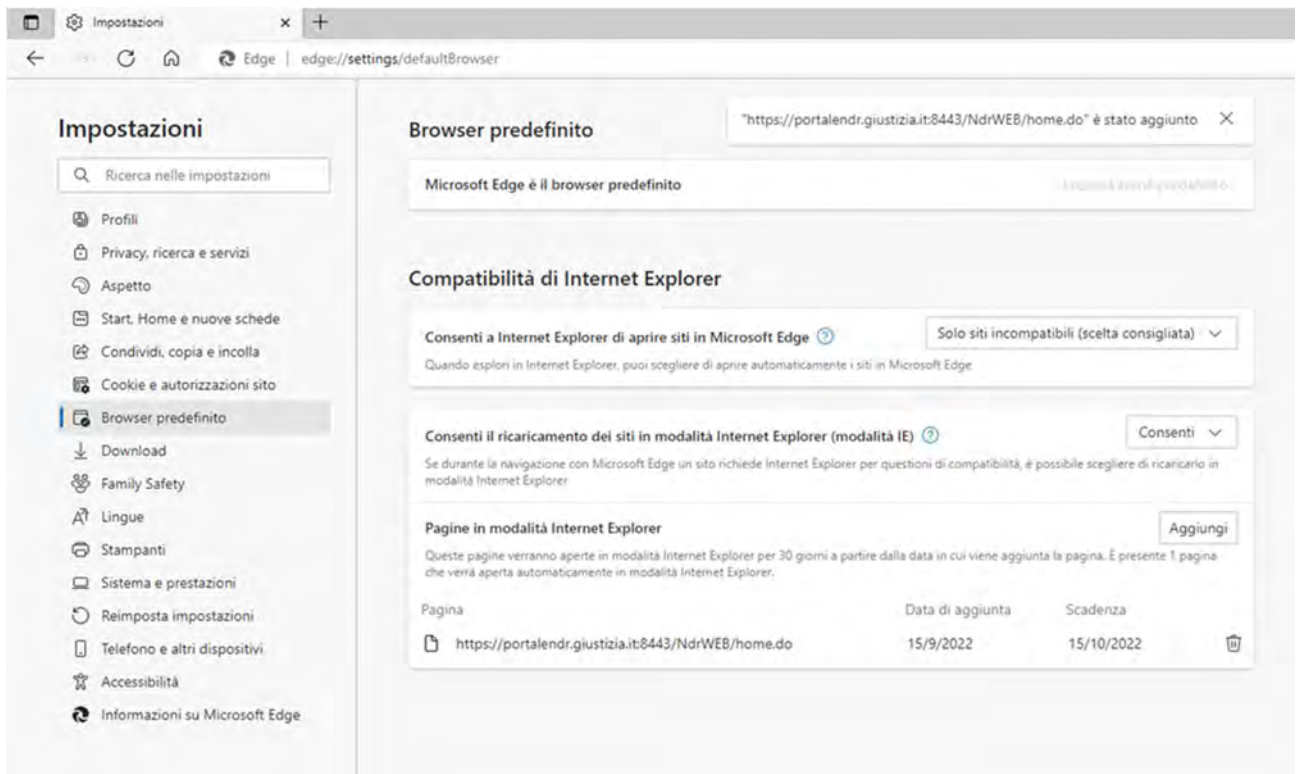 Impostazioni
Edge | edge://settings/defaultBrowser
Impostazioni
Ricerca nelle impostazioni
Profili
Privacy, ricerca e servizi
Aspetto
Start, Home e nuove schede
Condividi, copia e incolla
Cookie e autorizzazioni sito
Browser predefinito
Download
Family Safety
Lingue
Stampanti
Sistema e prestazioni
Reimposta impostazioni
Telefono e altri dispositivi
Accessibilità
Informazioni su Microsoft Edge
Browser predefinito
"https://portalendr.giustizia.it:8443/NdrWEB/home.do" è stato aggiunto
Microsoft Edge è il browser predefinito
Compatibilità di Internet Explorer
Consenti a Internet Explorer di aprire siti in Microsoft Edge
Solo siti incompatibili (scelta consigliata)
Quando esplori in Internet Explorer, puoi scegliere di aprire automaticamente i siti in Microsoft Edge
Consenti il ricaricamento dei siti in modalità Internet Explorer (modalità IE)
Consenti
Se durante la navigazione con Microsoft Edge un sito richiede Internet Explorer per questioni di compatibilità, è possibile scegliere di ricaricarlo in
modalità Internet Explorer
Pagine in modalità Internet Explorer
Aggiungi
Queste pagine verranno aperte in modalità Internet Explorer per 30 giorni a partire dalla data in cui viene aggiunta la pagina. È presente 1 pagina
che verrà aperta automaticamente in modalità Internet Explorer.
Pagina Data di aggiunta Scadenza
https://portalendr.giustizia.it:8443/NdrWEB/home.do 15/9/2022 15/10/2022